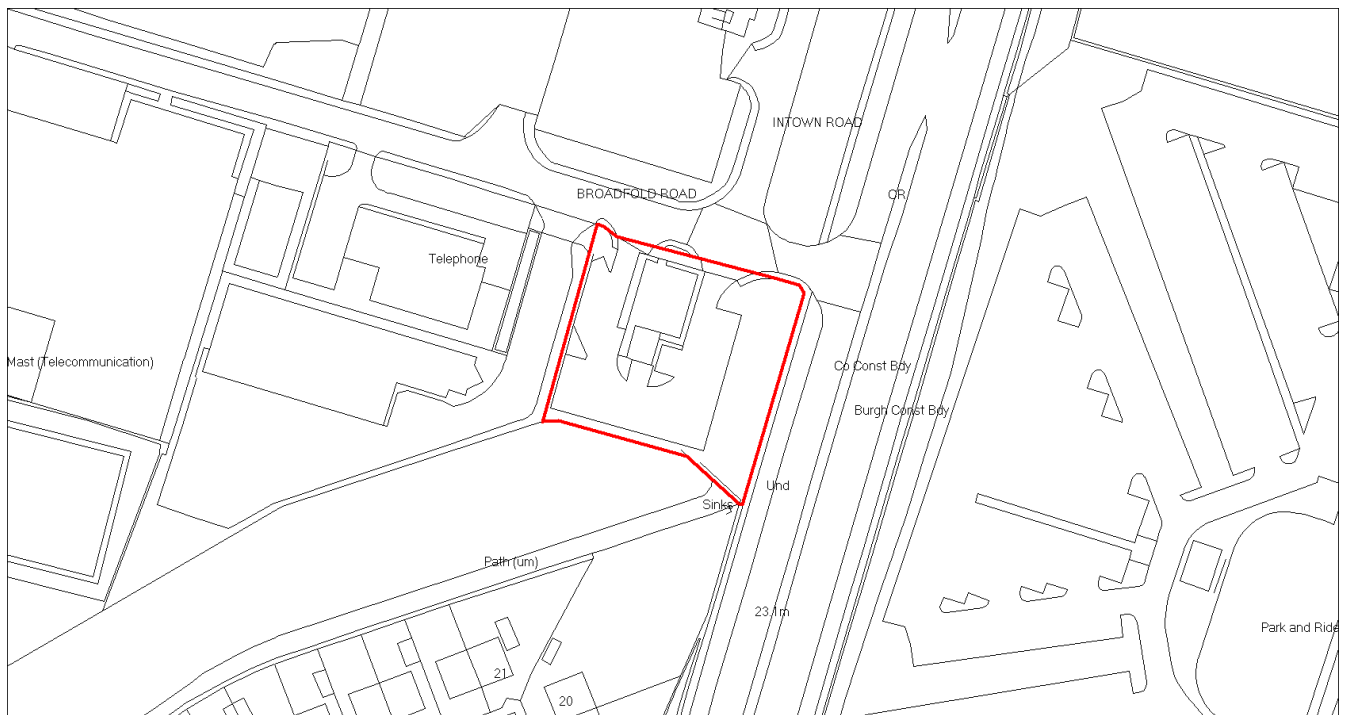 INTOWN ROAD
BROADFOLD ROAD
CR
Telephone
Mast (Telecommunication)
Co Const Bdy
Burgh Const Bdy
Und
Sinks
Path (um)
23.1m
Park and Ride
21
20